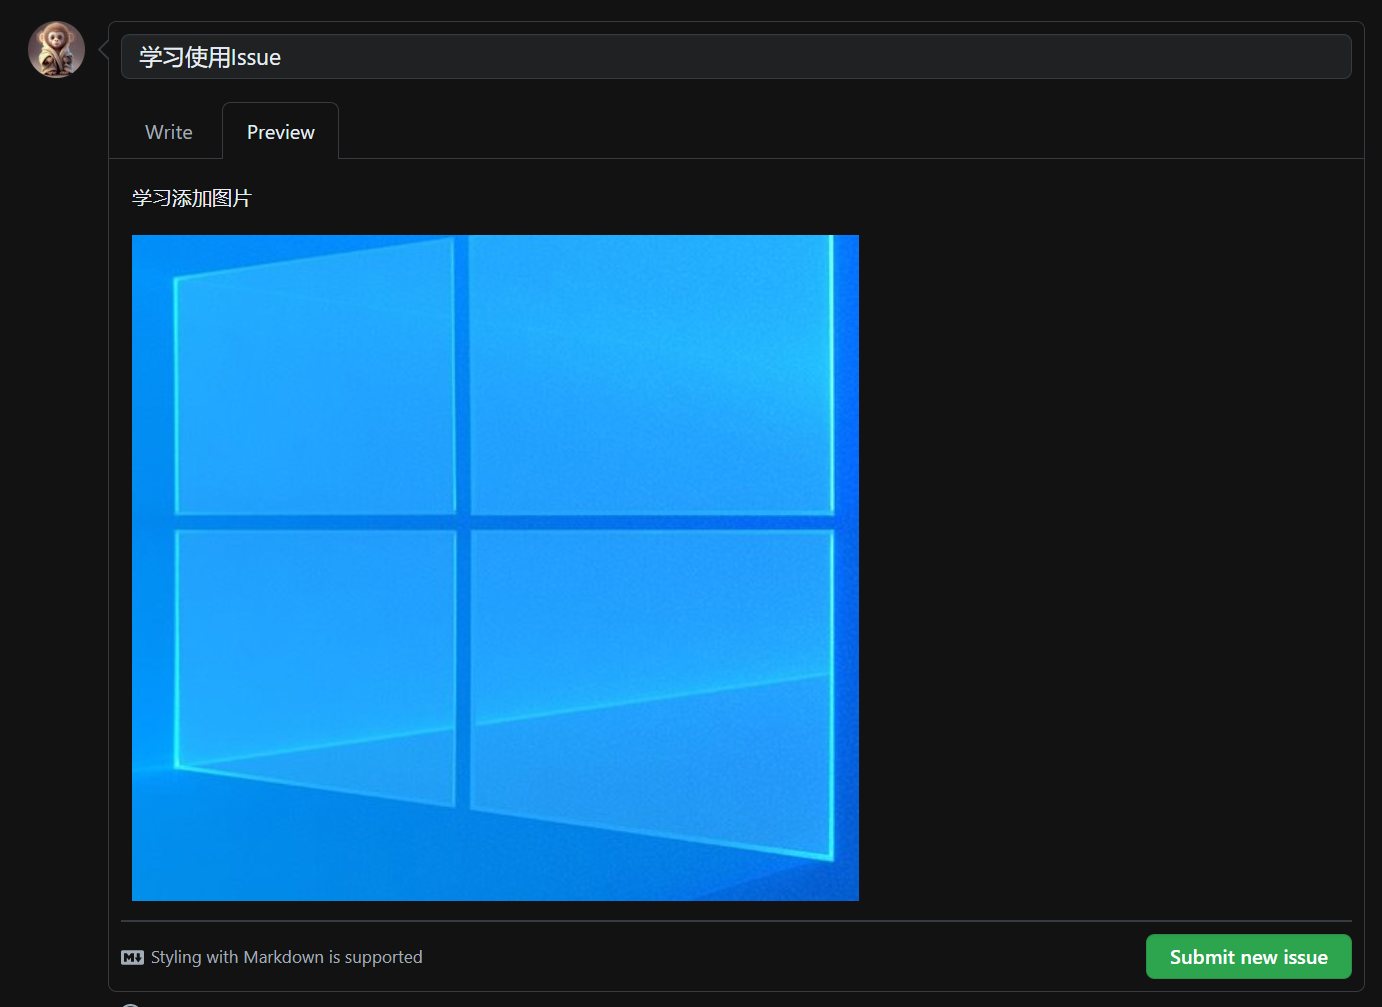 学习使用Issue
Write
Preview
学习添加图片
Styling with Markdown is supported
Submit new issue